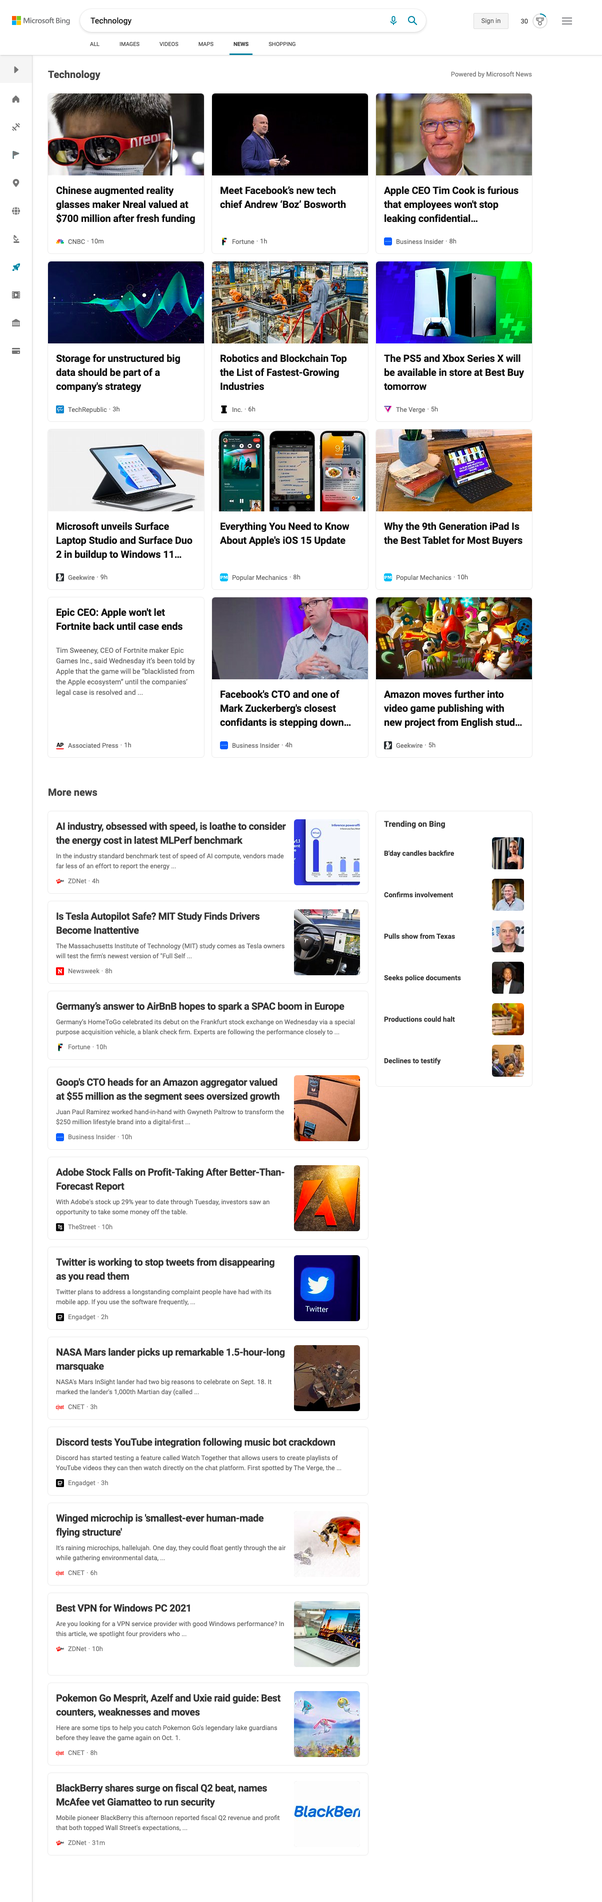 Microsoft Bing
Technology
Sign in
30
ALL
IMAGES
VIDEOS
MAPS
NEWS
SHOPPING
Technology
Powered by Microsoft News
nreal
Chinese augmented reality
glasses maker Nreal valued at
$700 million after fresh funding
CNBC · 10m
Meet Facebook's new tech
chief Andrew 'Boz' Bosworth
Fortune · 1h
Apple CEO Tim Cook is furious
that employees won't stop
leaking confidential...
Business Insider · 8h
Storage for unstructured big
data should be part of a
company's strategy
TechRepublic · 3h
Robotics and Blockchain Top
the List of Fastest-Growing
Industries
Inc. · 6h
The PS5 and Xbox Series X will
be available in store at Best Buy
tomorrow
The Verge · 5h
Microsoft unveils Surface
Laptop Studio and Surface Duo
2 in buildup to Windows 11...
Geekwire · 9h
Everything You Need to Know
About Apple's iOS 15 Update
Popular Mechanics · 8h
Why the 9th Generation iPad Is
the Best Tablet for Most Buyers
Popular Mechanics · 10h
Epic CEO: Apple won't let
Fortnite back until case ends
Tim Sweeney, CEO of Fortnite maker Epic
Games Inc., said Wednesday it's been told by
Apple that the game will be "blacklisted from
the Apple ecosystem" until the companies'
legal case is resolved and ...
AP
Associated Press · 1h
Facebook's CTO and one of
Mark Zuckerberg's closest
confidants is stepping down...
Business Insider · 4h
Amazon moves further into
video game publishing with
new project from English stud...
Geekwire · 5h
More news
AI industry, obsessed with speed, is loathe to consider
the energy cost in latest MLPerf benchmark
In the industry standard benchmark test of speed of AI compute, vendors made
far less of an effort to report the energy ...
ZDNet · 4h
Is Tesla Autopilot Safe? MIT Study Finds Drivers
Become Inattentive
The Massachusetts Institute of Technology (MIT) study comes as Tesla owners
will test the firm's newest version of "Full Self ...
N
Newsweek · 8h
Germany's answer to AirBnB hopes to spark a SPAC boom in Europe
Germany's HomeToGo celebrated its debut on the Frankfurt stock exchange on Wednesday via a special
purpose acquisition vehicle, a blank check firm. Experts are following the performance closely to ...
Fortune · 10h
Goop's CTO heads for an Amazon aggregator valued
at $55 million as the segment sees oversized growth
Juan Paul Ramirez worked hand-in-hand with Gwyneth Paltrow to transform the
$250 million lifestyle brand into a digital-first ...
Business Insider · 10h
Adobe Stock Falls on Profit-Taking After Better-Than-
Forecast Report
With Adobe's stock up 29% year to date through Tuesday, investors saw an
opportunity to take some money off the table.
TheStreet · 10h
Twitter is working to stop tweets from disappearing
as you read them
Twitter plans to address a longstanding complaint people have had with its
mobile app. If you use the software frequently, ...
Engadget · 2h
Twitter
NASA Mars lander picks up remarkable 1.5-hour-long
marsquake
NASA's Mars InSight lander had two big reasons to celebrate on Sept. 18. It
marked the lander's 1,000th Martian day (called ...
CNET · 3h
Discord tests YouTube integration following music bot crackdown
Discord has started testing a feature called Watch Together that allows users to create playlists of
YouTube videos they can then watch directly on the chat platform. First spotted by The Verge, the ...
Engadget · 3h
Winged microchip is 'smallest-ever human-made
flying structure'
It's raining microchips, hallelujah. One day, they could float gently through the air
while gathering environmental data, ...
CNET · 6h
Best VPN for Windows PC 2021
Are you looking for a VPN service provider with good Windows performance? In
this article, we spotlight four providers who ...
ZDNet · 10h
Pokemon Go Mesprit, Azelf and Uxie raid guide: Best
counters, weaknesses and moves
Here are some tips to help you catch Pokemon Go's legendary lake guardians
before they leave the game again on Oct. 1.
CNET · 8h
BlackBerry shares surge on fiscal Q2 beat, names
McAfee vet Giamatteo to run security
Mobile pioneer BlackBerry this afternoon reported fiscal Q2 revenue and profit
that both topped Wall Street's expectations, ...
ZDNet · 31m
BlackBerr
Trending on Bing
B'day candles backfire
Confirms involvement
Pulls show from Texas
Seeks police documents
Productions could halt
Declines to testify